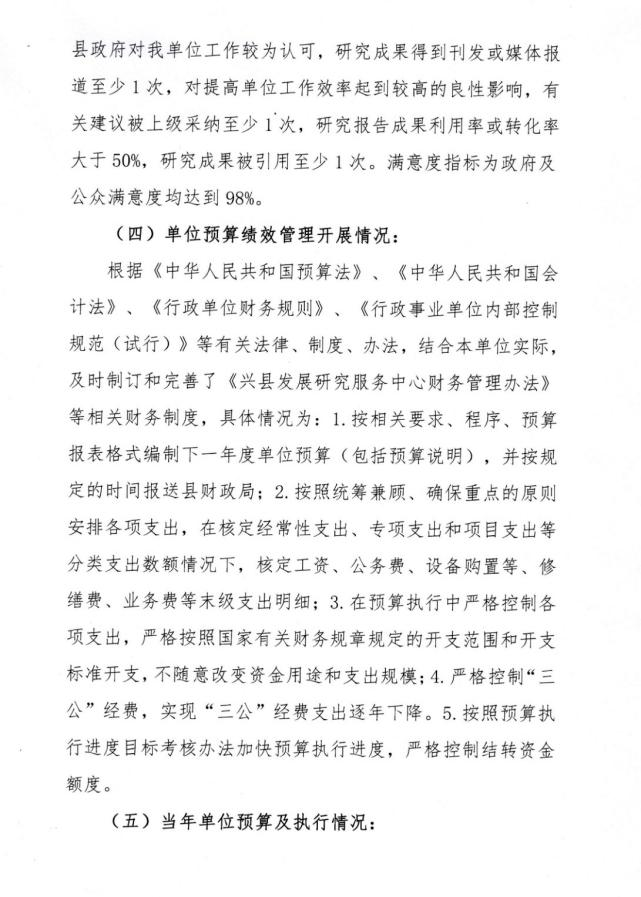 县政府对我单位工作较为认可，研究成果得到刊发或媒体报
道至少1次，对提高单位工作效率起到较高的良性影响，有
关建议被上级采纳至少1次，研究报告成果利用率或转化率
大于50%，研究成果被引用至少1次。满意度指标为政府及
公众满意度均达到98%。
（四）单位预算绩效管理开展情况：
根据《中华人民共和国预算法》、《中华人民共和国会
计法》、《行政单位财务规则》、《行政事业单位内部控制
规范（试行）》等有关法律、制度、办法，结合本单位实际，
及时制订和完善了《兴县发展研究服务中心财务管理办法》
等相关财务制度，具体情况为：1.按相关要求、程序、预算
报表格式编制下一年度单位预算（包括预算说明），并按规
定的时间报送县财政局；2.按照统筹兼顾、确保重点的原则
安排各项支出，在核定经常性支出、专项支出和项目支出等
分类支出数额情况下，核定工资、公务费、设备购置等、修
缮费、业务费等末级支出明细；3.在预算执行中严格控制各
项支出，严格按照国家有关财务规章规定的开支范围和开支
标准开支，不随意改变资金用途和支出规模；4.严格控制“三
公”经费，实现“三公”经费支出逐年下降。5.按照预算执
行进度目标考核办法加快预算执行进度，严格控制结转资金
额度。
（五）当年单位预算及执行情况：